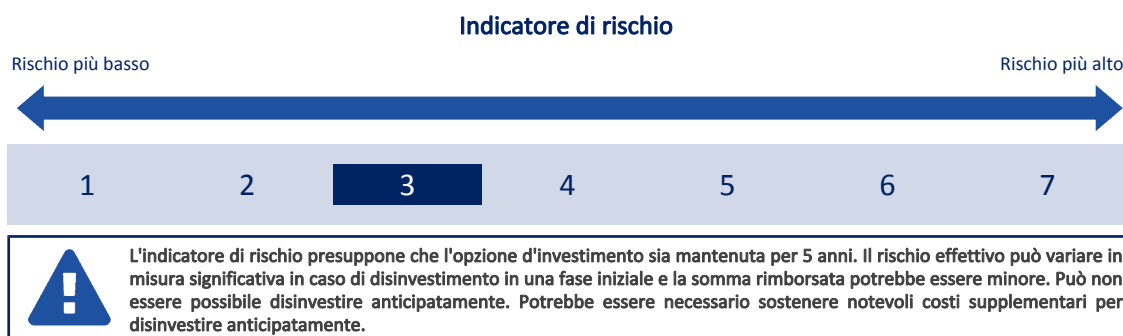 Indicatore di rischio
Rischio più basso
Rischio più alto
1 2 3 4 5 6 7
L'indicatore di rischio presuppone che l'opzione d'investimento sia mantenuta per 5 anni. Il rischio effettivo può variare in
misura significativa in caso di disinvestimento in una fase iniziale e la somma rimborsata potrebbe essere minore. Può non
essere possibile disinvestire anticipatamente. Potrebbe essere necessario sostenere notevoli costi supplementari per
disinvestire anticipatamente.